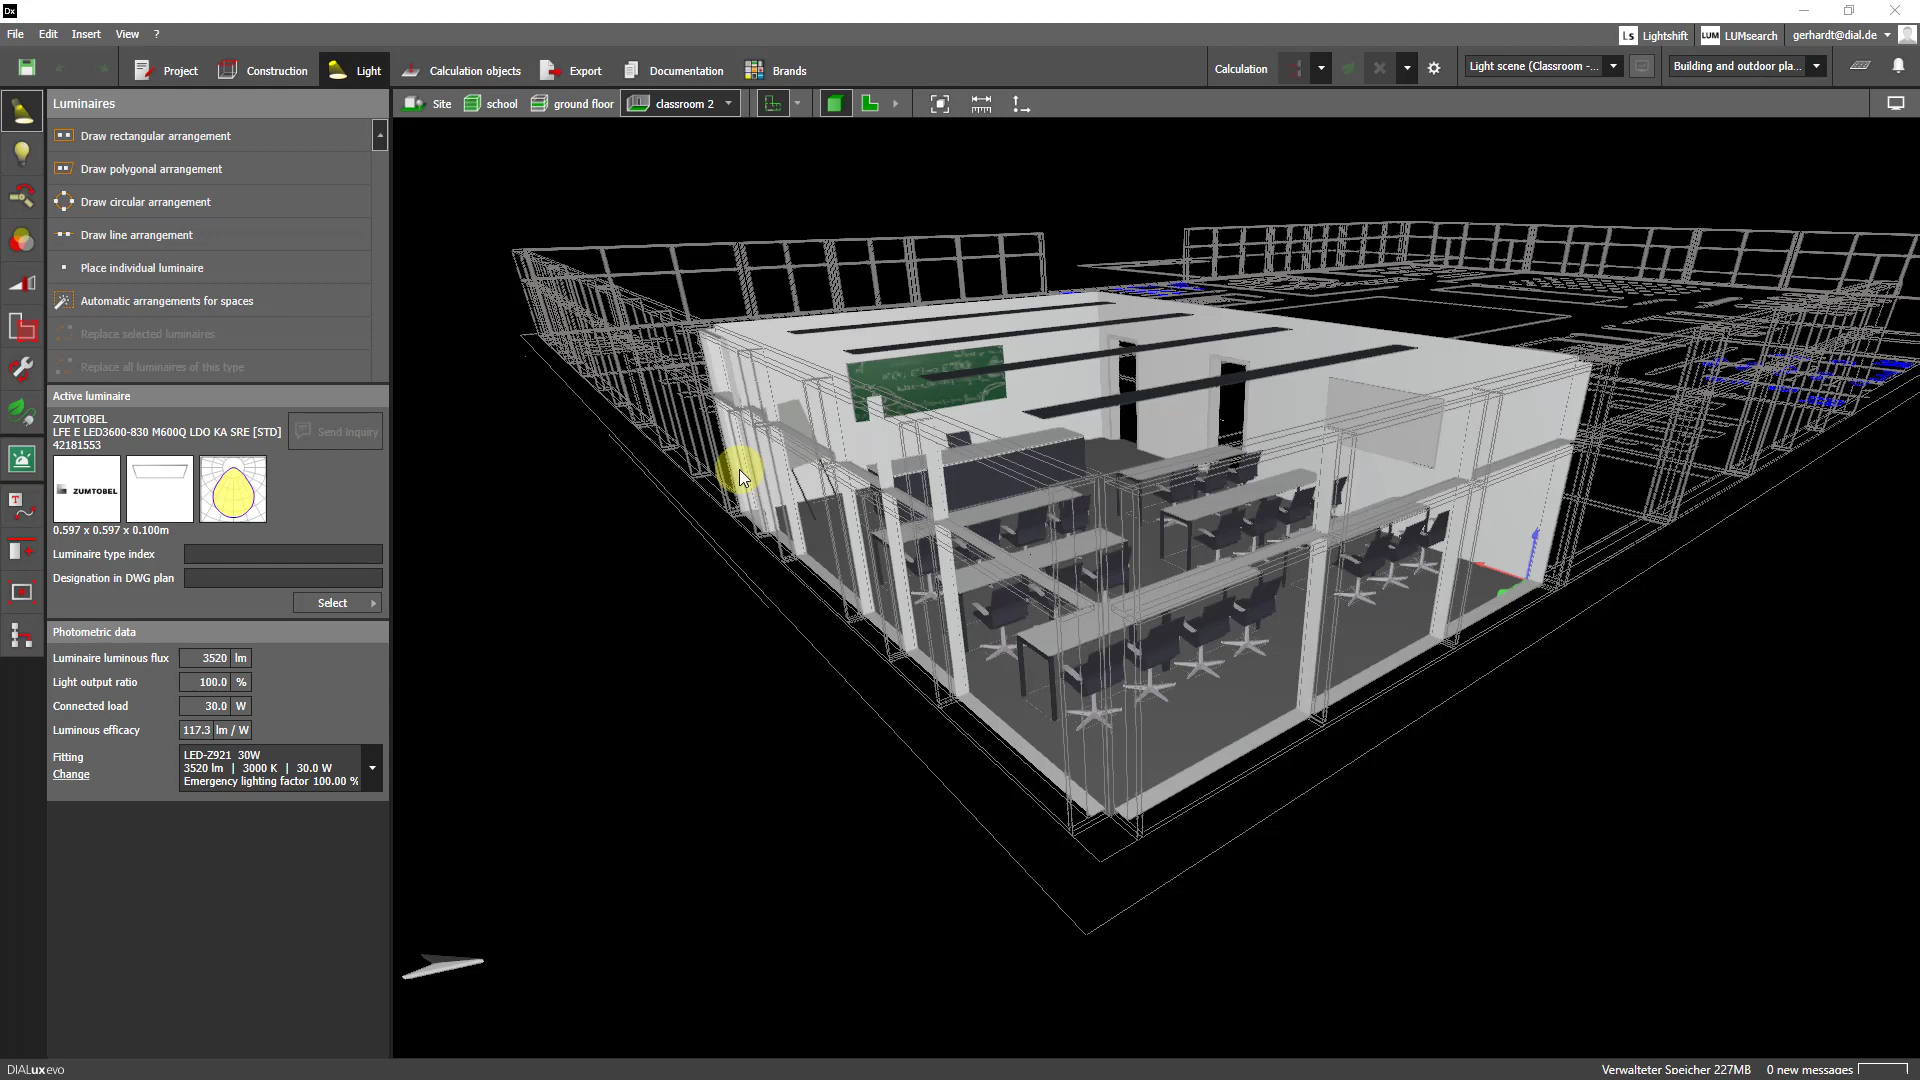 Dx
File Edit Insert View ?
Ls Lightshift LUM LUMsearch gerhardt@dial.de
Project Construction Light Calculation objects Export Documentation Brands Calculation Light scene (Classroom -... Building and outdoor pla...
Luminaires
Site school ground floor classroom 2
Draw rectangular arrangement
Draw polygonal arrangement
Draw circular arrangement
Draw line arrangement
Place individual luminaire
Automatic arrangements for spaces
Replace selected luminaires
Replace all luminaires of this type
Active luminaire
ZUMTOBEL
LFE E LED3600-830 M600Q LDO KA SRE [STD]
42181553
Send inquiry
ZUMTOBEL
0.597 x 0.597 x 0.100m
Luminaire type index
Designation in DWG plan
Select
Photometric data
Luminaire luminous flux 3520 lm
Light output ratio 100.0 %
Connected load 30.0 W
Luminous efficacy 117.3 lm / W
Fitting
Change
LED-Z921 30W
3520 lm | 3000 K | 30.0 W
Emergency lighting factor 100.00 %
DIALux evo
Verwalteter Speicher 227MB 0 new messages